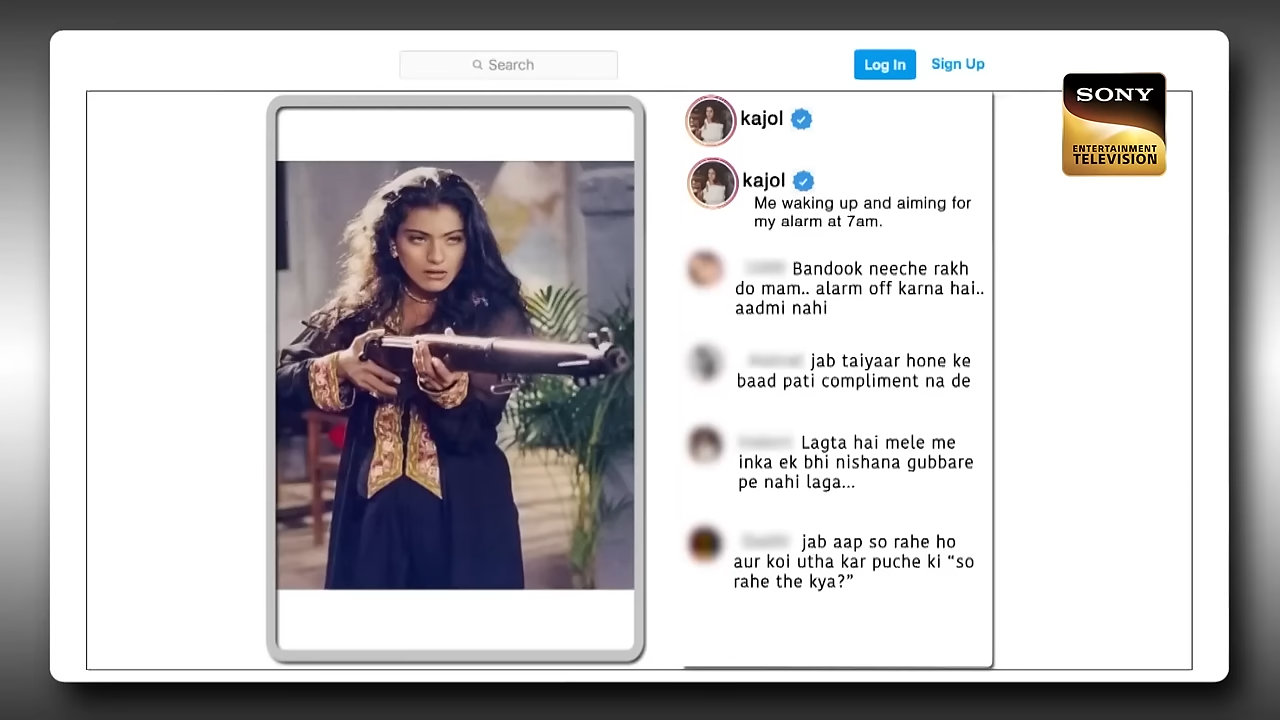 Search
Log In
Sign Up
SONY
ENTERTAINMENT
TELEVISION
kajol
kajol
Me waking up and aiming for
my alarm at 7am.
Bandook neeche rakh
do mam.. alarm off karna hai..
aadmi nahi
jab taiyaar hone ke
baad pati compliment na de
Lagta hai mele me
inka ek bhi nishana gubbare
pe nahi laga...
jab aap so rahe ho
aur koi utha kar puche ki “so
rahe the kya?”